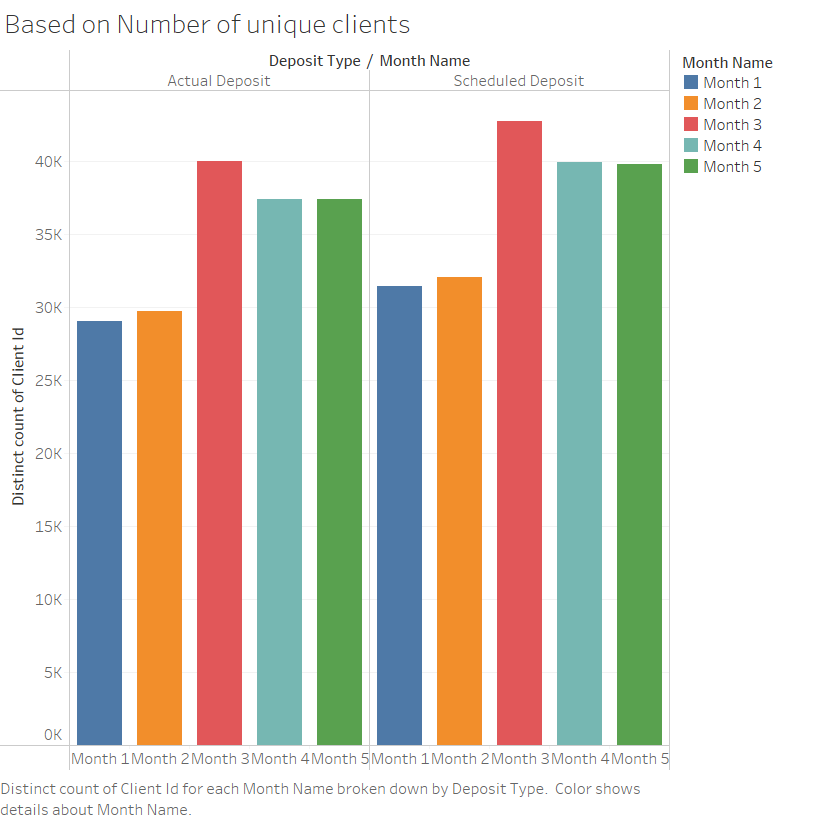 Based on Number of unique clients
Deposit Type / Month Name
Actual Deposit
Scheduled Deposit
Month Name
Month 1
Month 2
Month 3
Month 4
Month 5
Distinct count of Client Id
40K
35K
30K
25K
20K
15K
10K
5K
0K
Month 1 Month 2 Month 3 Month 4 Month 5 Month 1 Month 2 Month 3 Month 4 Month 5
Distinct count of Client Id for each Month Name broken down by Deposit Type. Color shows
details about Month Name.